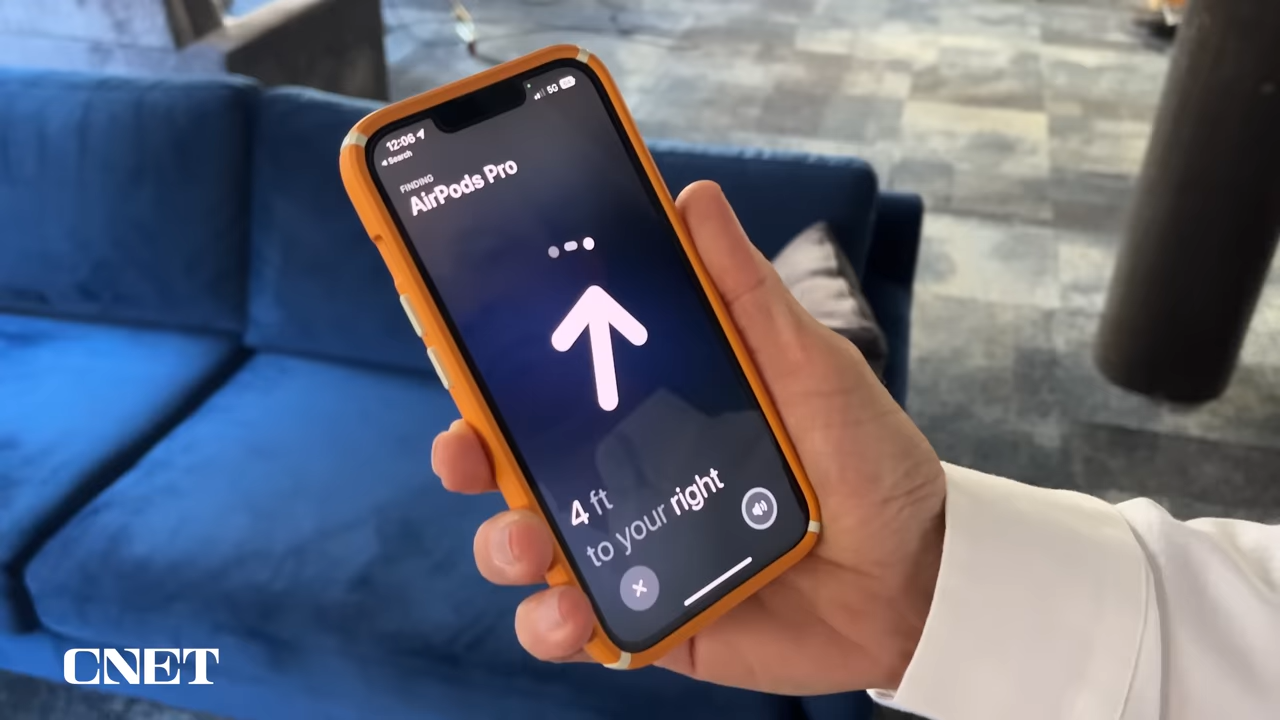 12:06
5G
Search
FINDING
AirPods Pro
4 ft
to your right
CNET